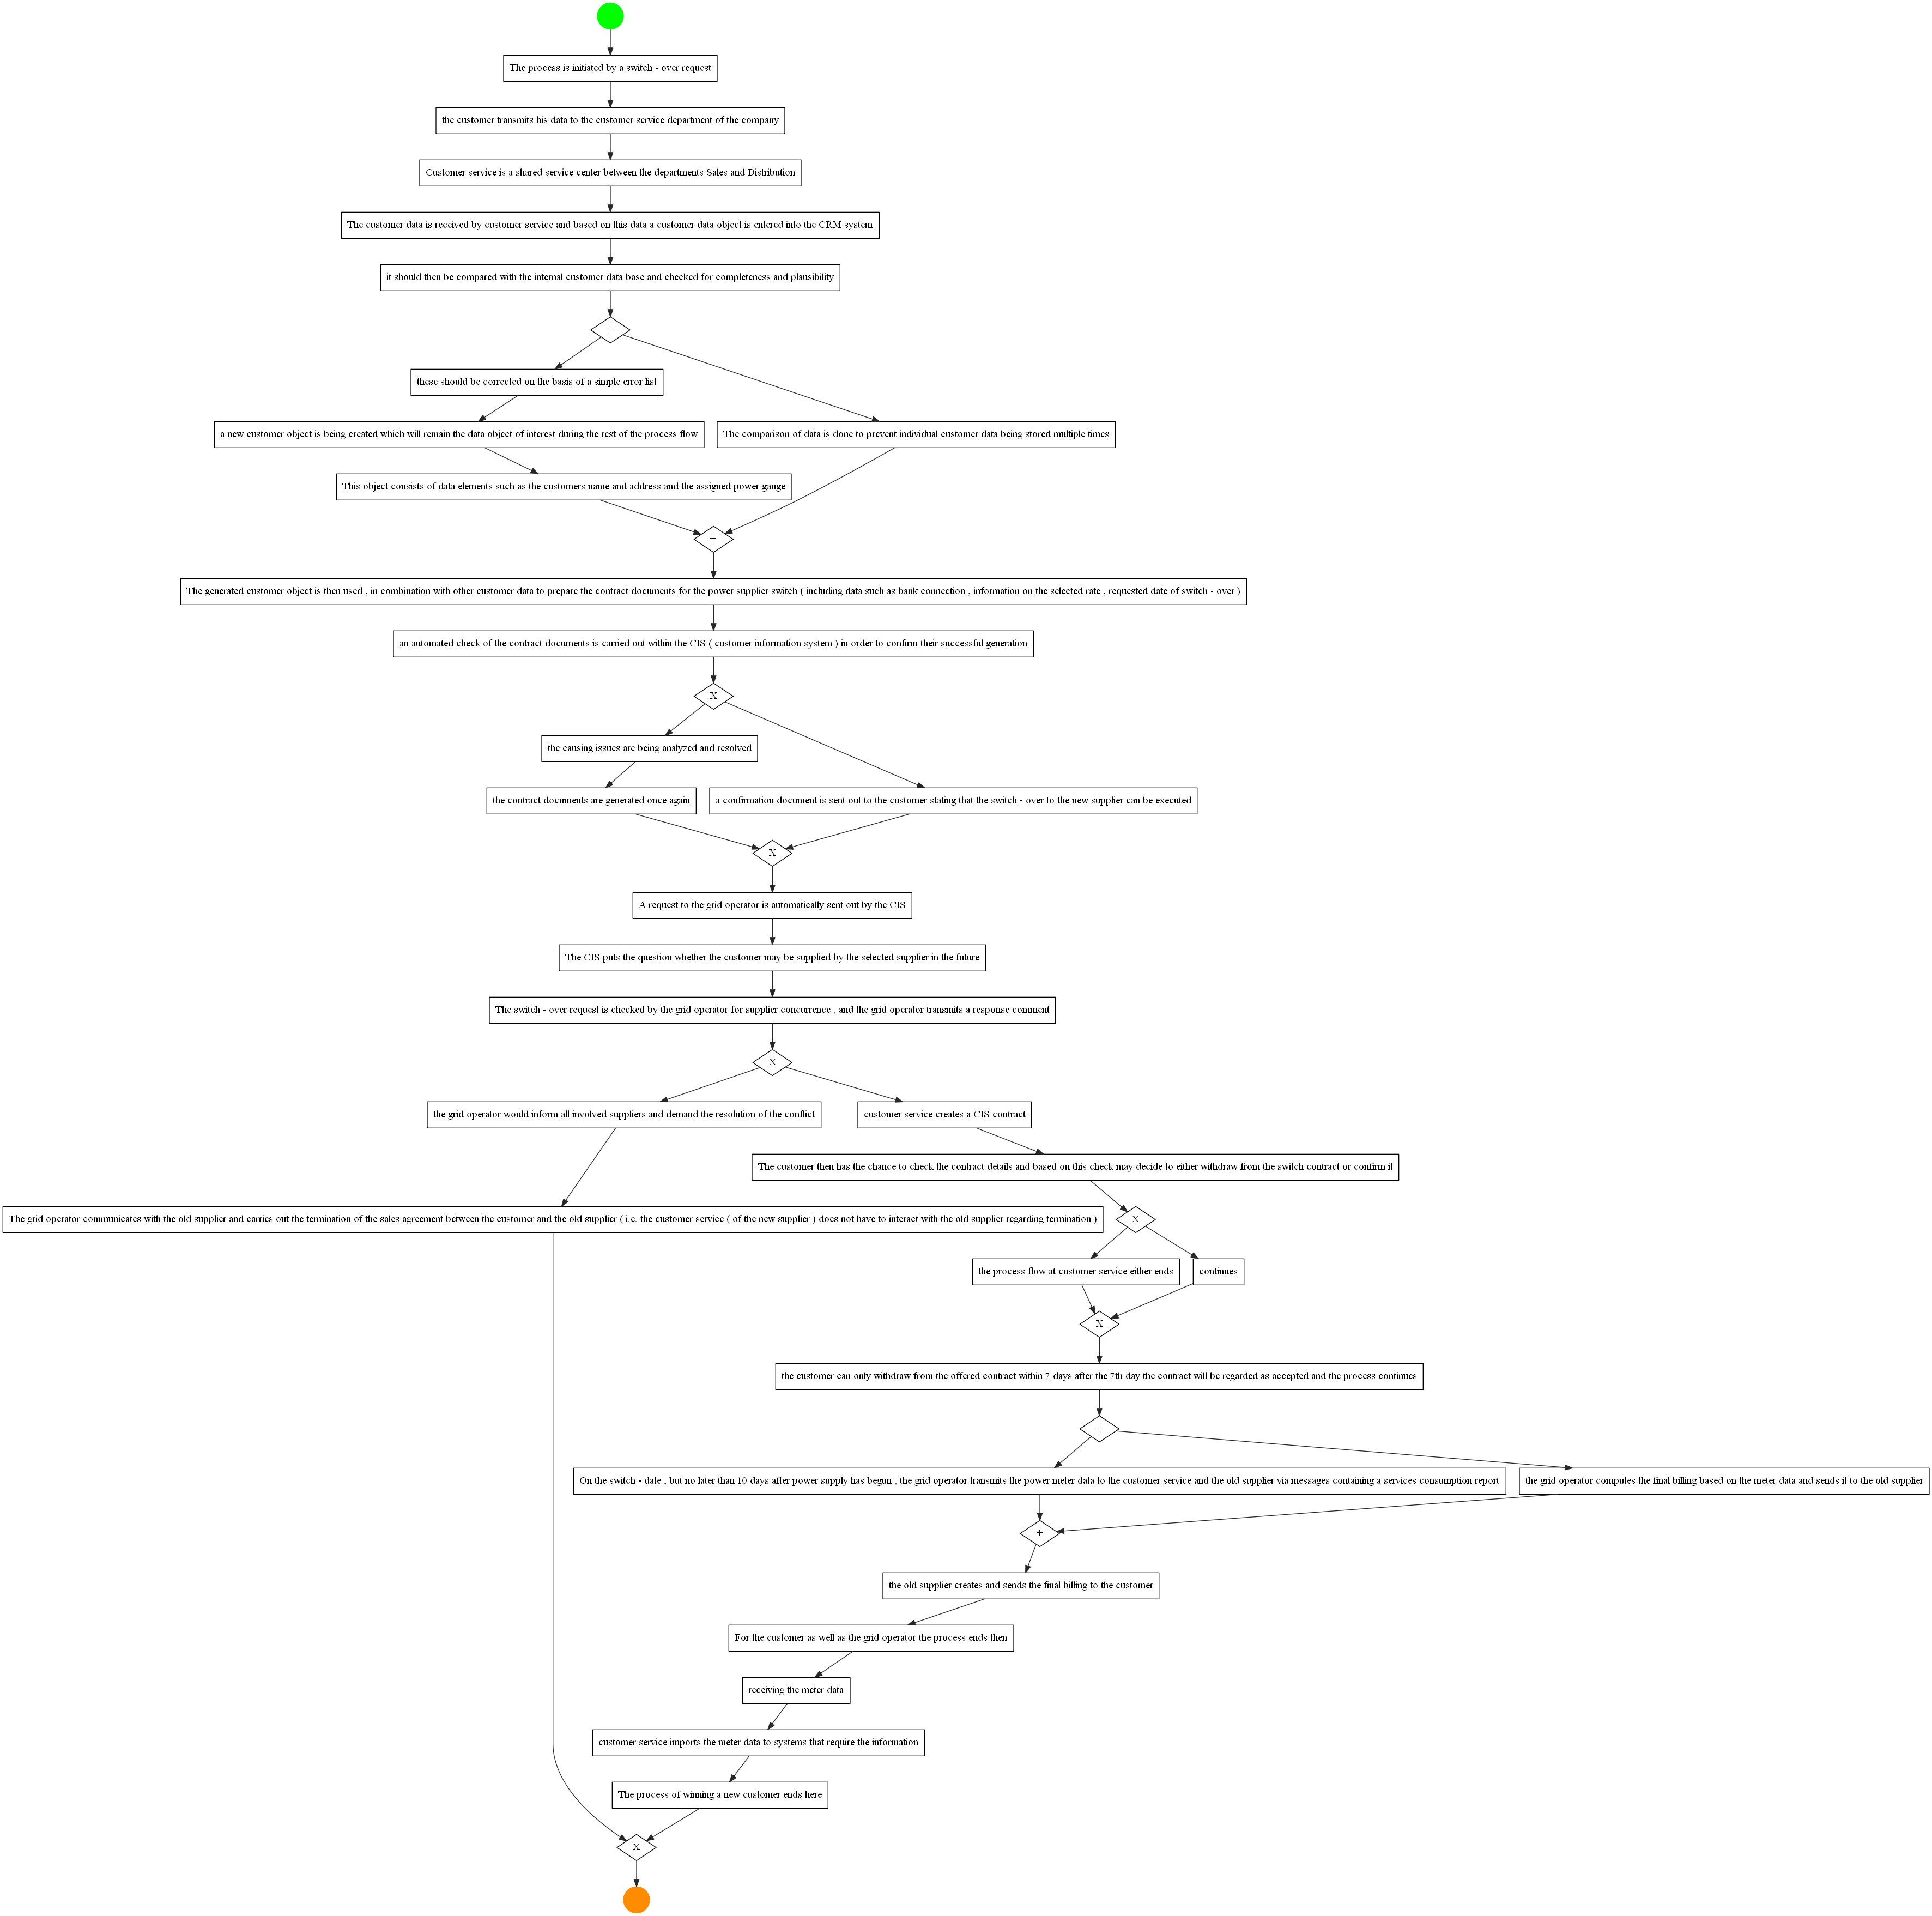 The process is initiated by a switch - over request
the customer transmits his data to the customer service department of the company
Customer service is a shared service center between the departments Sales and Distribution
The customer data is received by customer service and based on this data a customer data object is entered into the CRM system
it should then be compared with the internal customer data base and checked for completeness and plausibility
+
these should be corrected on the basis of a simple error list
a new customer object is being created which will remain the data object of interest during the rest of the process flow
The comparison of data is done to prevent individual customer data being stored multiple times
This object consists of data elements such as the customers name and address and the assigned power gauge
+
The generated customer object is then used , in combination with other customer data to prepare the contract documents for the power supplier switch ( including data such as bank connection , information on the selected rate , requested date of switch - over )
an automated check of the contract documents is carried out within the CIS ( customer information system ) in order to confirm their successful generation
X
the causing issues are being analyzed and resolved
the contract documents are generated once again
a confirmation document is sent out to the customer stating that the switch - over to the new supplier can be executed
X
A request to the grid operator is automatically sent out by the CIS
The CIS puts the question whether the customer may be supplied by the selected supplier in the future
The switch - over request is checked by the grid operator for supplier concurrence , and the grid operator transmits a response comment
X
the grid operator would inform all involved suppliers and demand the resolution of the conflict
customer service creates a CIS contract
The customer then has the chance to check the contract details and based on this check may decide to either withdraw from the switch contract or confirm it
The grid operator communicates with the old supplier and carries out the termination of the sales agreement between the customer and the old supplier ( i.e. the customer service ( of the new supplier ) does not have to interact with the old supplier regarding termination )
X
the process flow at customer service either ends
continues
X
the customer can only withdraw from the offered contract within 7 days after the 7th day the contract will be regarded as accepted and the process continues
+
On the switch - date , but no later than 10 days after power supply has begun , the grid operator transmits the power meter data to the customer service and the old supplier via messages containing a services consumption report
the grid operator computes the final billing based on the meter data and sends it to the old supplier
+
the old supplier creates and sends the final billing to the customer
For the customer as well as the grid operator the process ends then
receiving the meter data
customer service imports the meter data to systems that require the information
The process of winning a new customer ends here
X